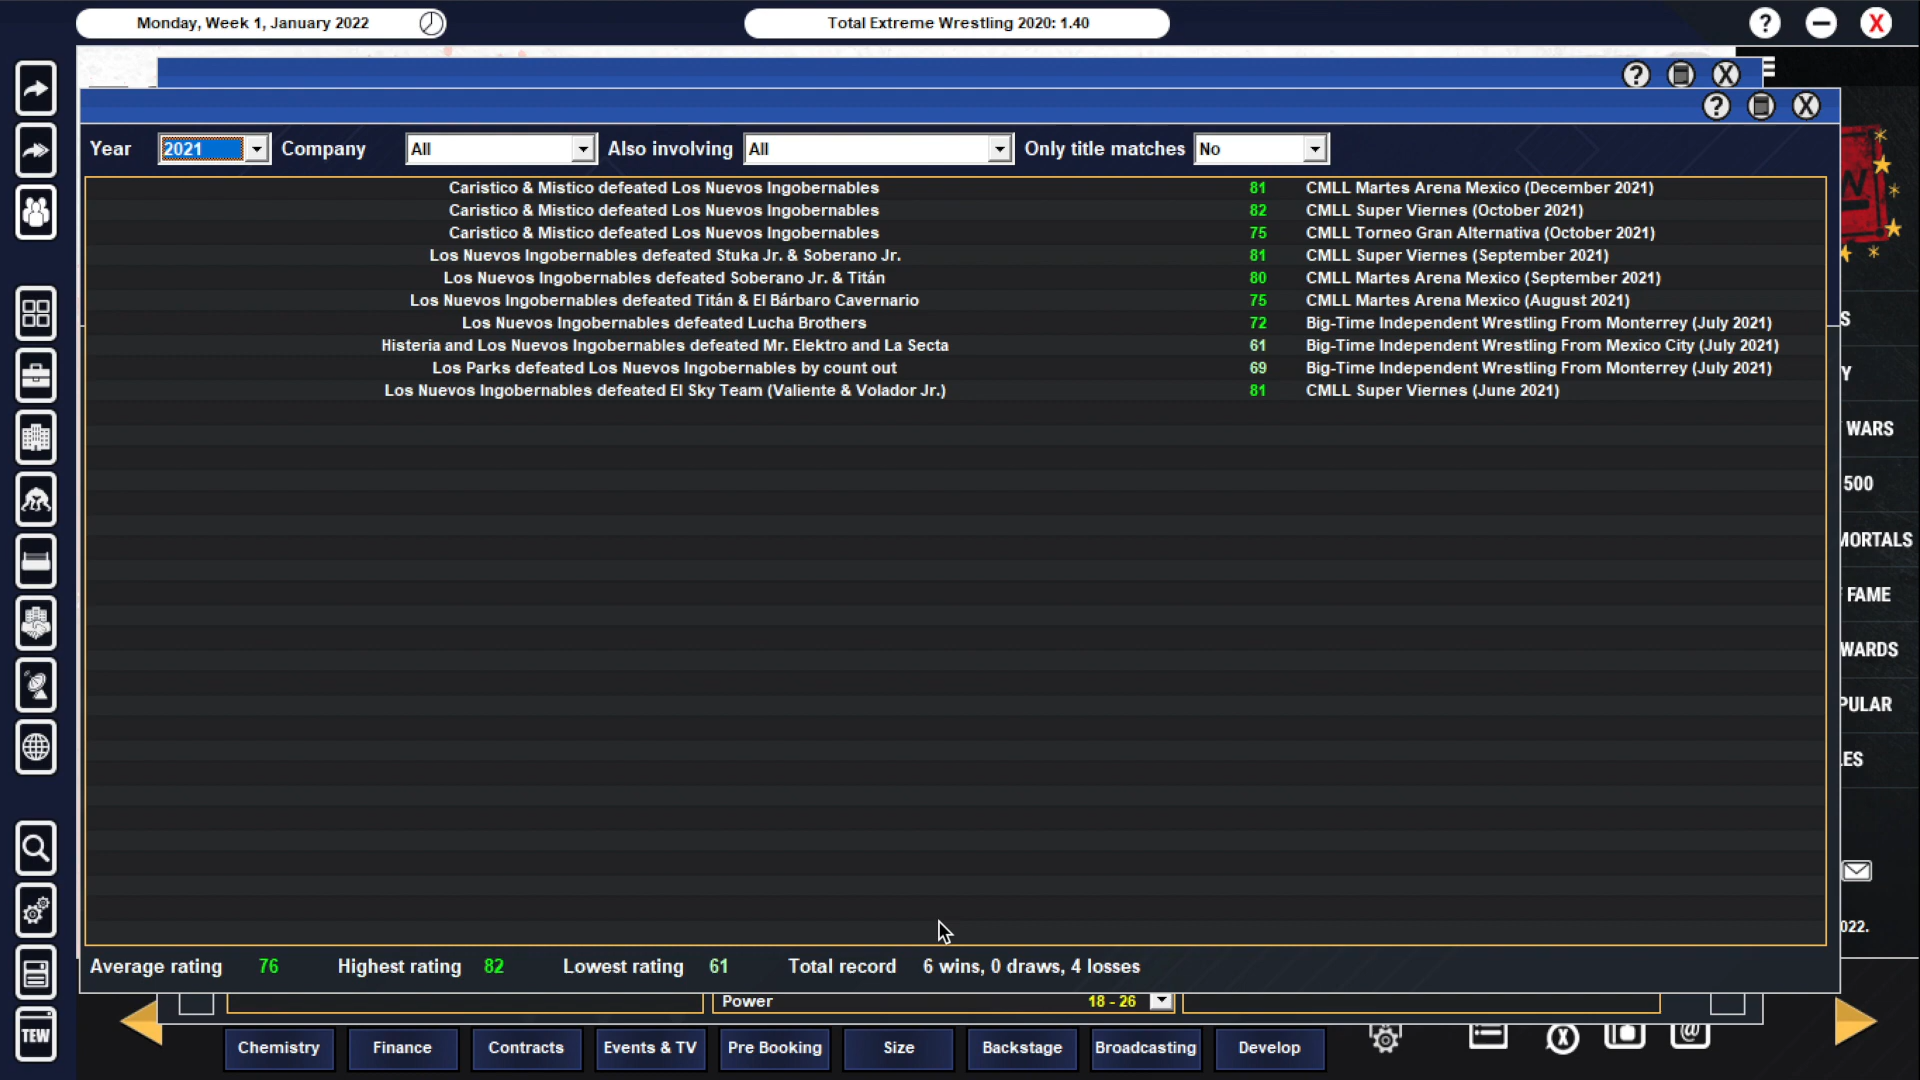 Monday, Week 1, January 2022
Total Extreme Wrestling 2020: 1.40
Year 2021 Company All Also involving All Only title matches No
Caristico & Mistico defeated Los Nuevos Ingobernables 81 CMLL Martes Arena Mexico (December 2021)
Caristico & Mistico defeated Los Nuevos Ingobernables 82 CMLL Super Viernes (October 2021)
Caristico & Mistico defeated Los Nuevos Ingobernables 75 CMLL Torneo Gran Alternativa (October 2021)
Los Nuevos Ingobernables defeated Stuka Jr. & Soberano Jr. 81 CMLL Super Viernes (September 2021)
Los Nuevos Ingobernables defeated Soberano Jr. & Titán 80 CMLL Martes Arena Mexico (September 2021)
Los Nuevos Ingobernables defeated Titán & El Bárbaro Cavernario 75 CMLL Martes Arena Mexico (August 2021)
Los Nuevos Ingobernables defeated Lucha Brothers 72 Big-Time Independent Wrestling From Monterrey (July 2021)
Histeria and Los Nuevos Ingobernables defeated Mr. Elektro and La Secta 61 Big-Time Independent Wrestling From Mexico City (July 2021)
Los Parks defeated Los Nuevos Ingobernables by count out 69 Big-Time Independent Wrestling From Monterrey (July 2021)
Los Nuevos Ingobernables defeated El Sky Team (Valiente & Volador Jr.) 81 CMLL Super Viernes (June 2021)
S
Y
WARS
500
MORTALS
FAME
WARDS
PULAR
LES
022.
Average rating 76 Highest rating 82 Lowest rating 61 Total record 6 wins, 0 draws, 4 losses
Power 18 - 26
TEW
Chemistry Finance Contracts Events & TV Pre Booking Size Backstage Broadcasting Develop